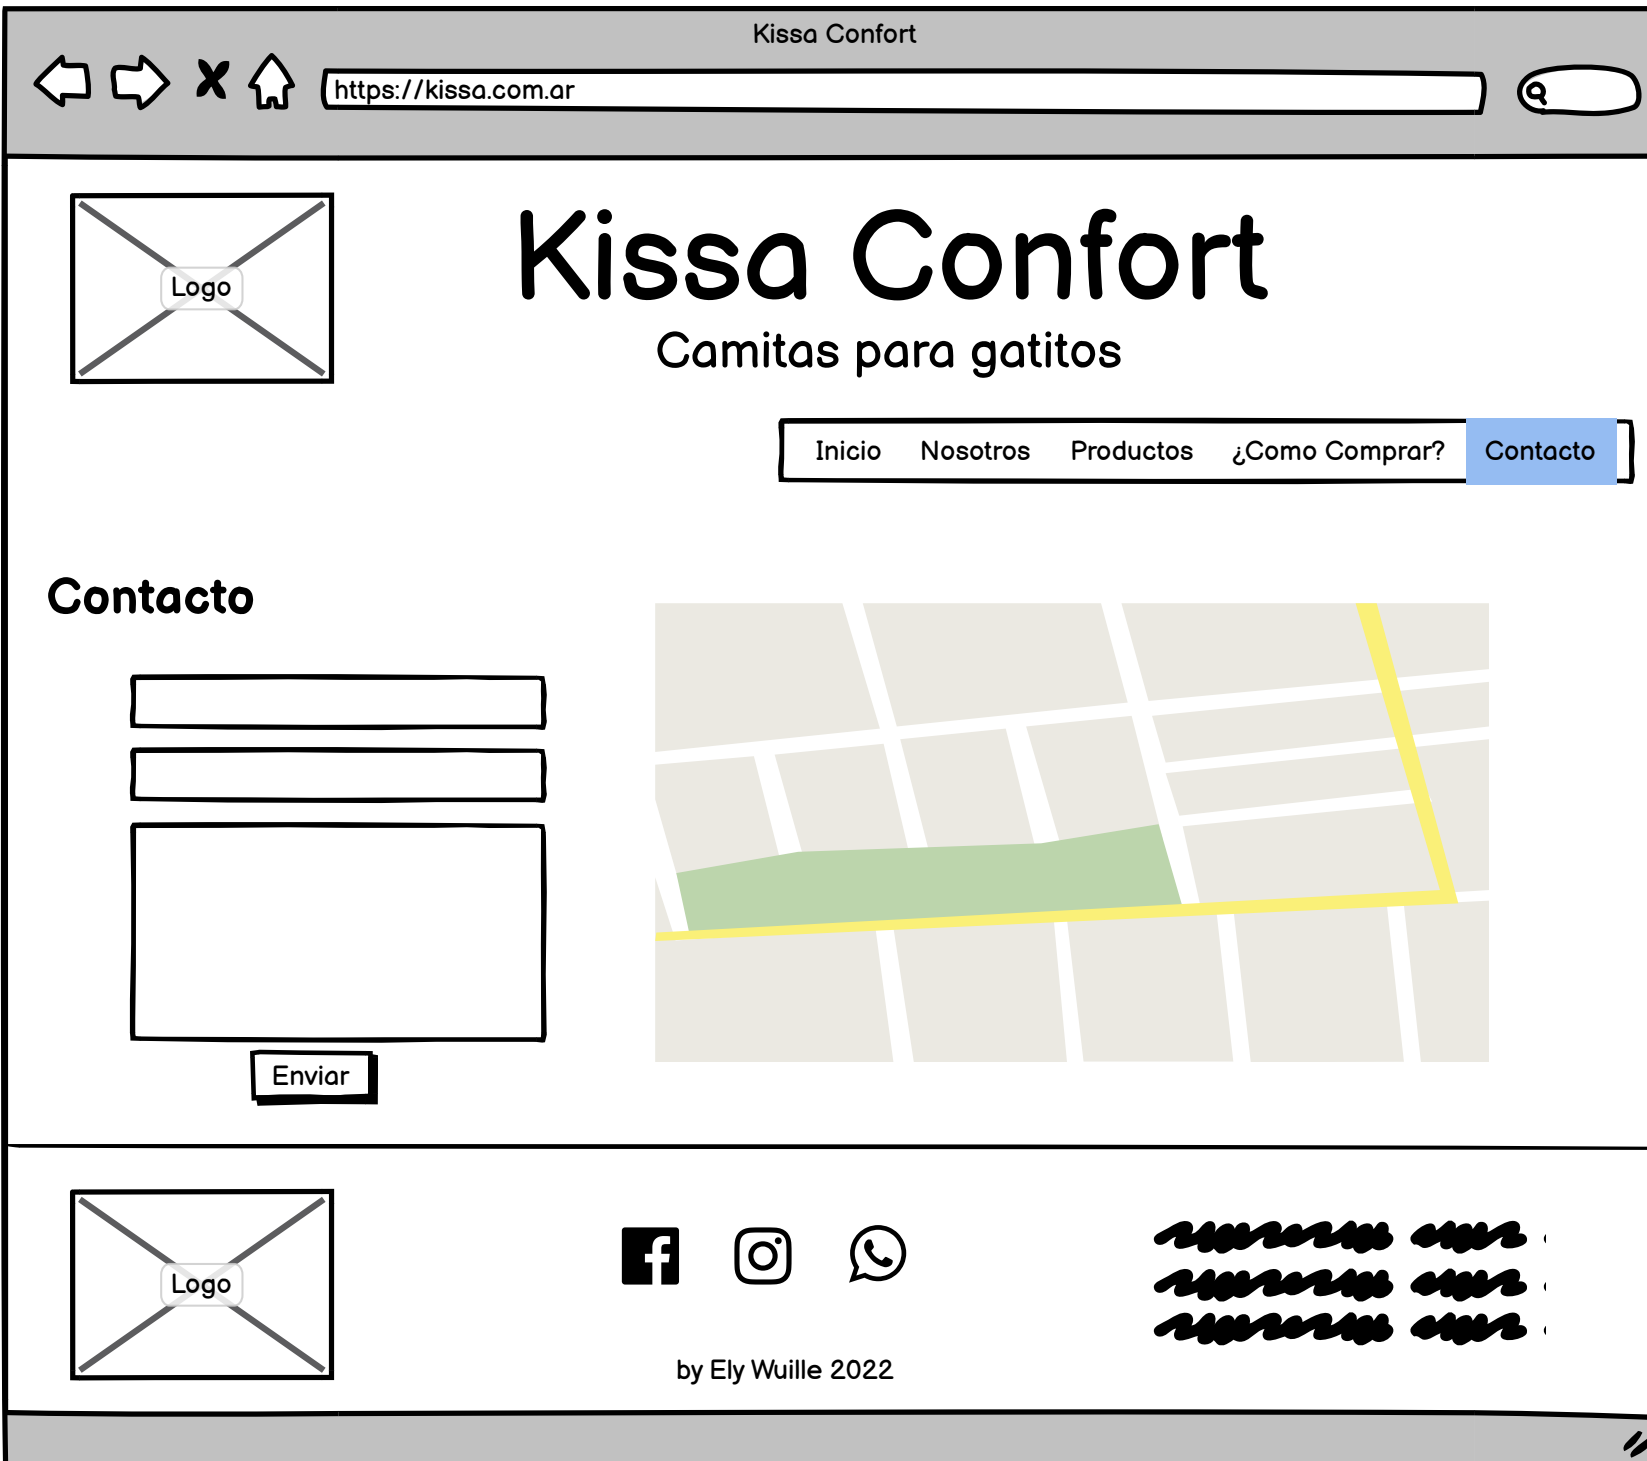 Kissa Confort
https://kissa.com.ar
Logo
Kissa Confort
Camitas para gatitos
Inicio Nosotros Productos ¿Como Comprar? Contacto
Contacto
Enviar
Logo
by Ely Wuille 2022